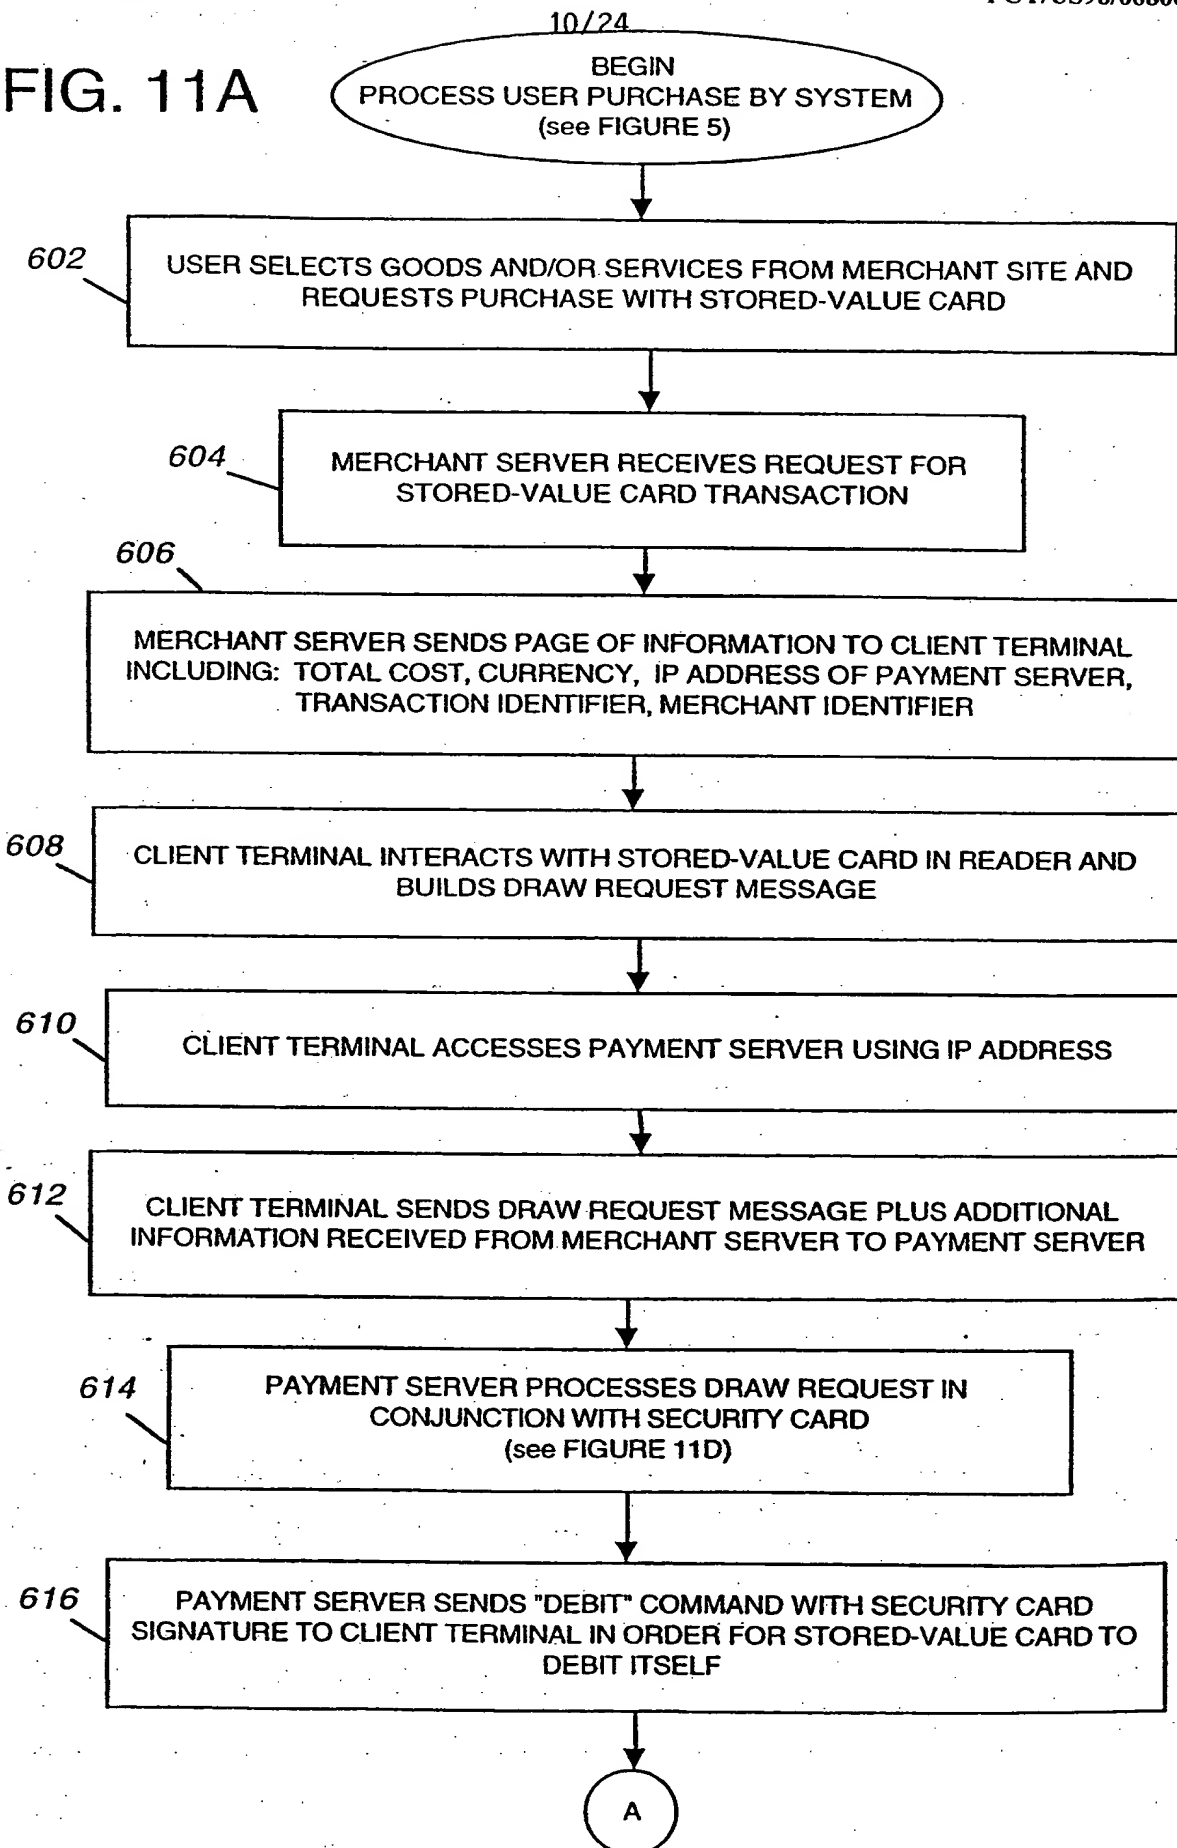 10/24
FIG. 11A
BEGIN
PROCESS USER PURCHASE BY SYSTEM
(see FIGURE 5)
602
USER SELECTS GOODS AND/OR SERVICES FROM MERCHANT SITE AND
REQUESTS PURCHASE WITH STORED-VALUE CARD
604
MERCHANT SERVER RECEIVES REQUEST FOR
STORED-VALUE CARD TRANSACTION
606
MERCHANT SERVER SENDS PAGE OF INFORMATION TO CLIENT TERMINAL
INCLUDING: TOTAL COST, CURRENCY, IP ADDRESS OF PAYMENT SERVER,
TRANSACTION IDENTIFIER, MERCHANT IDENTIFIER
608
CLIENT TERMINAL INTERACTS WITH STORED-VALUE CARD IN READER AND
BUILDS DRAW REQUEST MESSAGE
610
CLIENT TERMINAL ACCESSES PAYMENT SERVER USING IP ADDRESS
612
CLIENT TERMINAL SENDS DRAW REQUEST MESSAGE PLUS ADDITIONAL
INFORMATION RECEIVED FROM MERCHANT SERVER TO PAYMENT SERVER
614
PAYMENT SERVER PROCESSES DRAW REQUEST IN
CONJUNCTION WITH SECURITY CARD
(see FIGURE 11D)
616
PAYMENT SERVER SENDS "DEBIT" COMMAND WITH SECURITY CARD
SIGNATURE TO CLIENT TERMINAL IN ORDER FOR STORED-VALUE CARD TO
DEBIT ITSELF
A